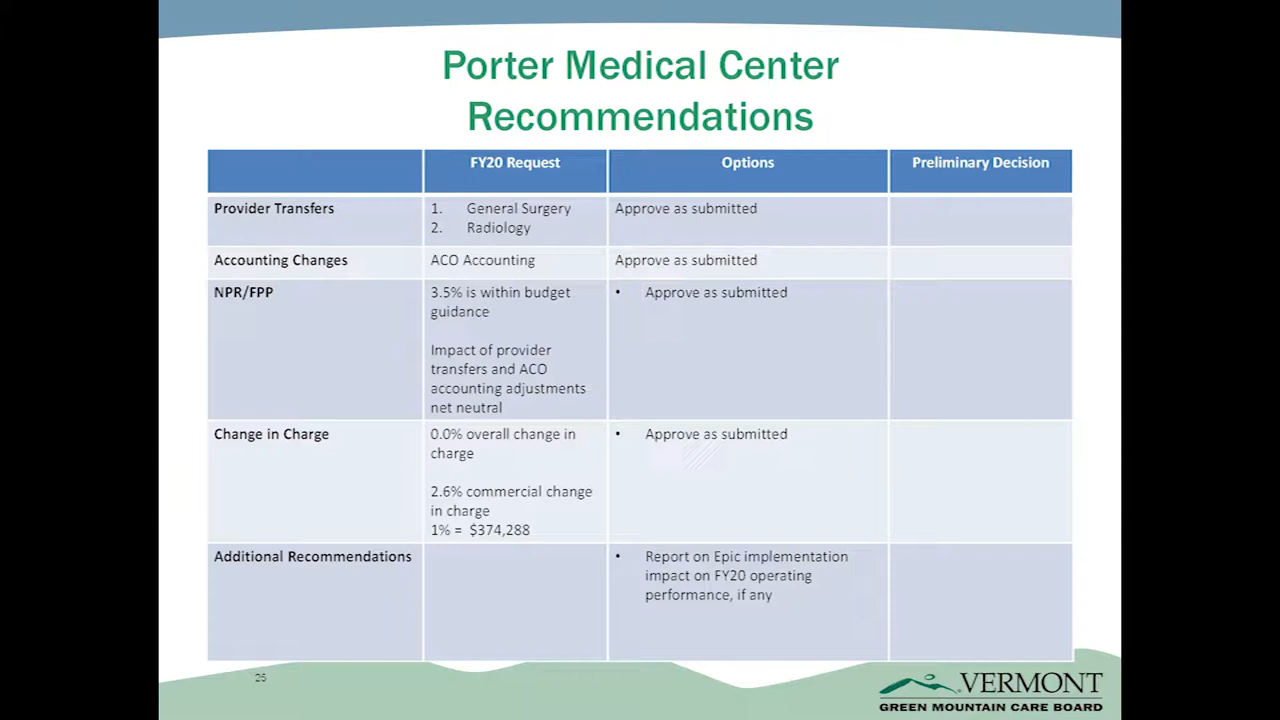 Porter Medical Center
Recommendations
FY20 Request
Options
Preliminary Decision
Provider Transfers
1. General Surgery
2. Radiology
Approve as submitted
Accounting Changes
ACO Accounting
Approve as submitted
NPR/FPP
3.5% is within budget
guidance
Impact of provider
transfers and ACO
accounting adjustments
net neutral
• Approve as submitted
Change in Charge
0.0% overall change in
charge
2.6% commercial change
in charge
1% = $374,288
• Approve as submitted
Additional Recommendations
• Report on Epic implementation
impact on FY20 operating
performance, if any
25
VERMONT
GREEN MOUNTAIN CARE BOARD